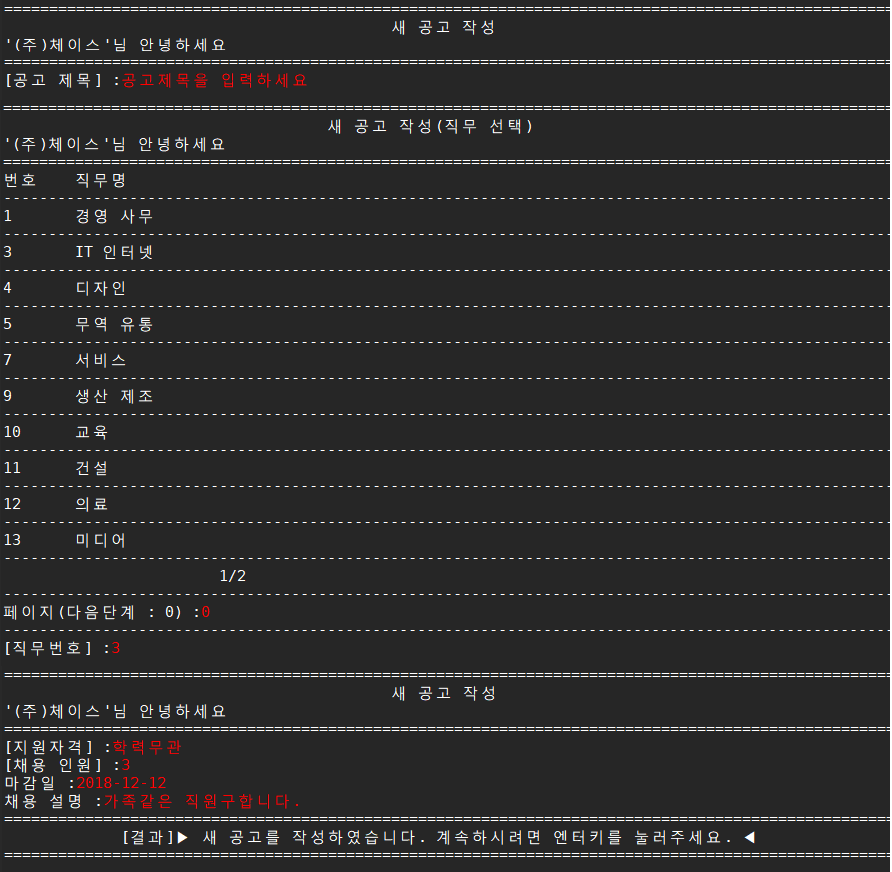 ====================================================================================================
새 공고 작성
'(주)체이스'님 안녕하세요
====================================================================================================
[공고 제목] :공고제목을 입력하세요
====================================================================================================
새 공고 작성(직무 선택)
'(주)체이스'님 안녕하세요
====================================================================================================
번호 직무명
----------------------------------------------------------------------------------------------------
1 경영 사무
----------------------------------------------------------------------------------------------------
3 IT 인터넷
----------------------------------------------------------------------------------------------------
4 디자인
----------------------------------------------------------------------------------------------------
5 무역 유통
----------------------------------------------------------------------------------------------------
7 서비스
----------------------------------------------------------------------------------------------------
9 생산 제조
----------------------------------------------------------------------------------------------------
10 교육
----------------------------------------------------------------------------------------------------
11 건설
----------------------------------------------------------------------------------------------------
12 의료
----------------------------------------------------------------------------------------------------
13 미디어
----------------------------------------------------------------------------------------------------
1/2
----------------------------------------------------------------------------------------------------
페이지(다음단계 : 0) :0
----------------------------------------------------------------------------------------------------
[직무번호] :3
====================================================================================================
새 공고 작성
'(주)체이스'님 안녕하세요
====================================================================================================
[지원자격] :학력무관
[채용 인원] :3
마감일 :2018-12-12
채용 설명 :가족같은 직원구합니다.
====================================================================================================
[결과]▶ 새 공고를 작성하였습니다. 계속하시려면 엔터키를 눌러주세요. ◀
====================================================================================================